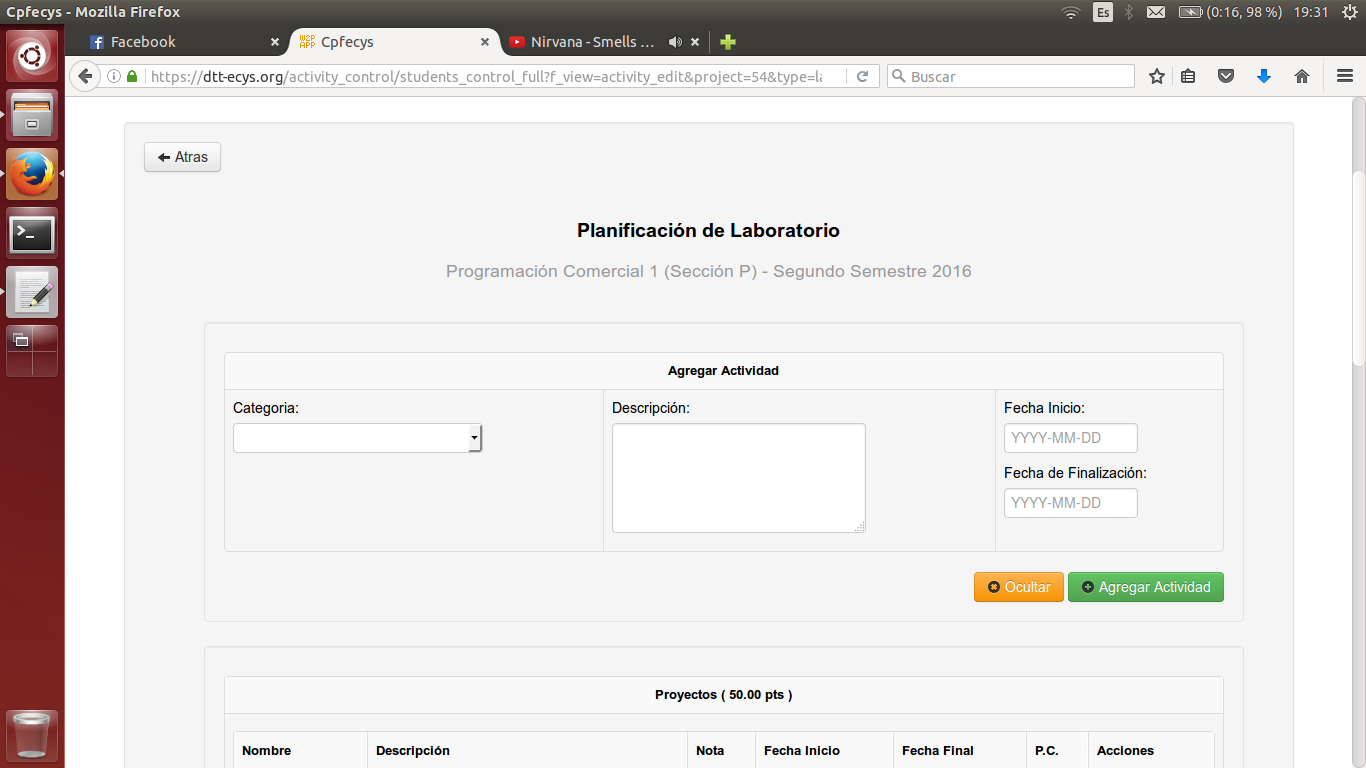 Cpfecys - Mozilla Firefox
Es
(0:16, 98 %) 19:31
Facebook
Cpfecys
Nirvana - Smells ...
https://dtt-ecys.org/activity_control/students_control_full?f_view=activity_edit&project=54&type=la
Buscar
Atras
Planificación de Laboratorio
Programación Comercial 1 (Sección P) - Segundo Semestre 2016
Agregar Actividad
Categoria:
Descripción:
Fecha Inicio:
YYYY-MM-DD
Fecha de Finalización:
YYYY-MM-DD
Ocultar
Agregar Actividad
Proyectos ( 50.00 pts )
Nombre Descripción Nota Fecha Inicio Fecha Final P.C. Acciones